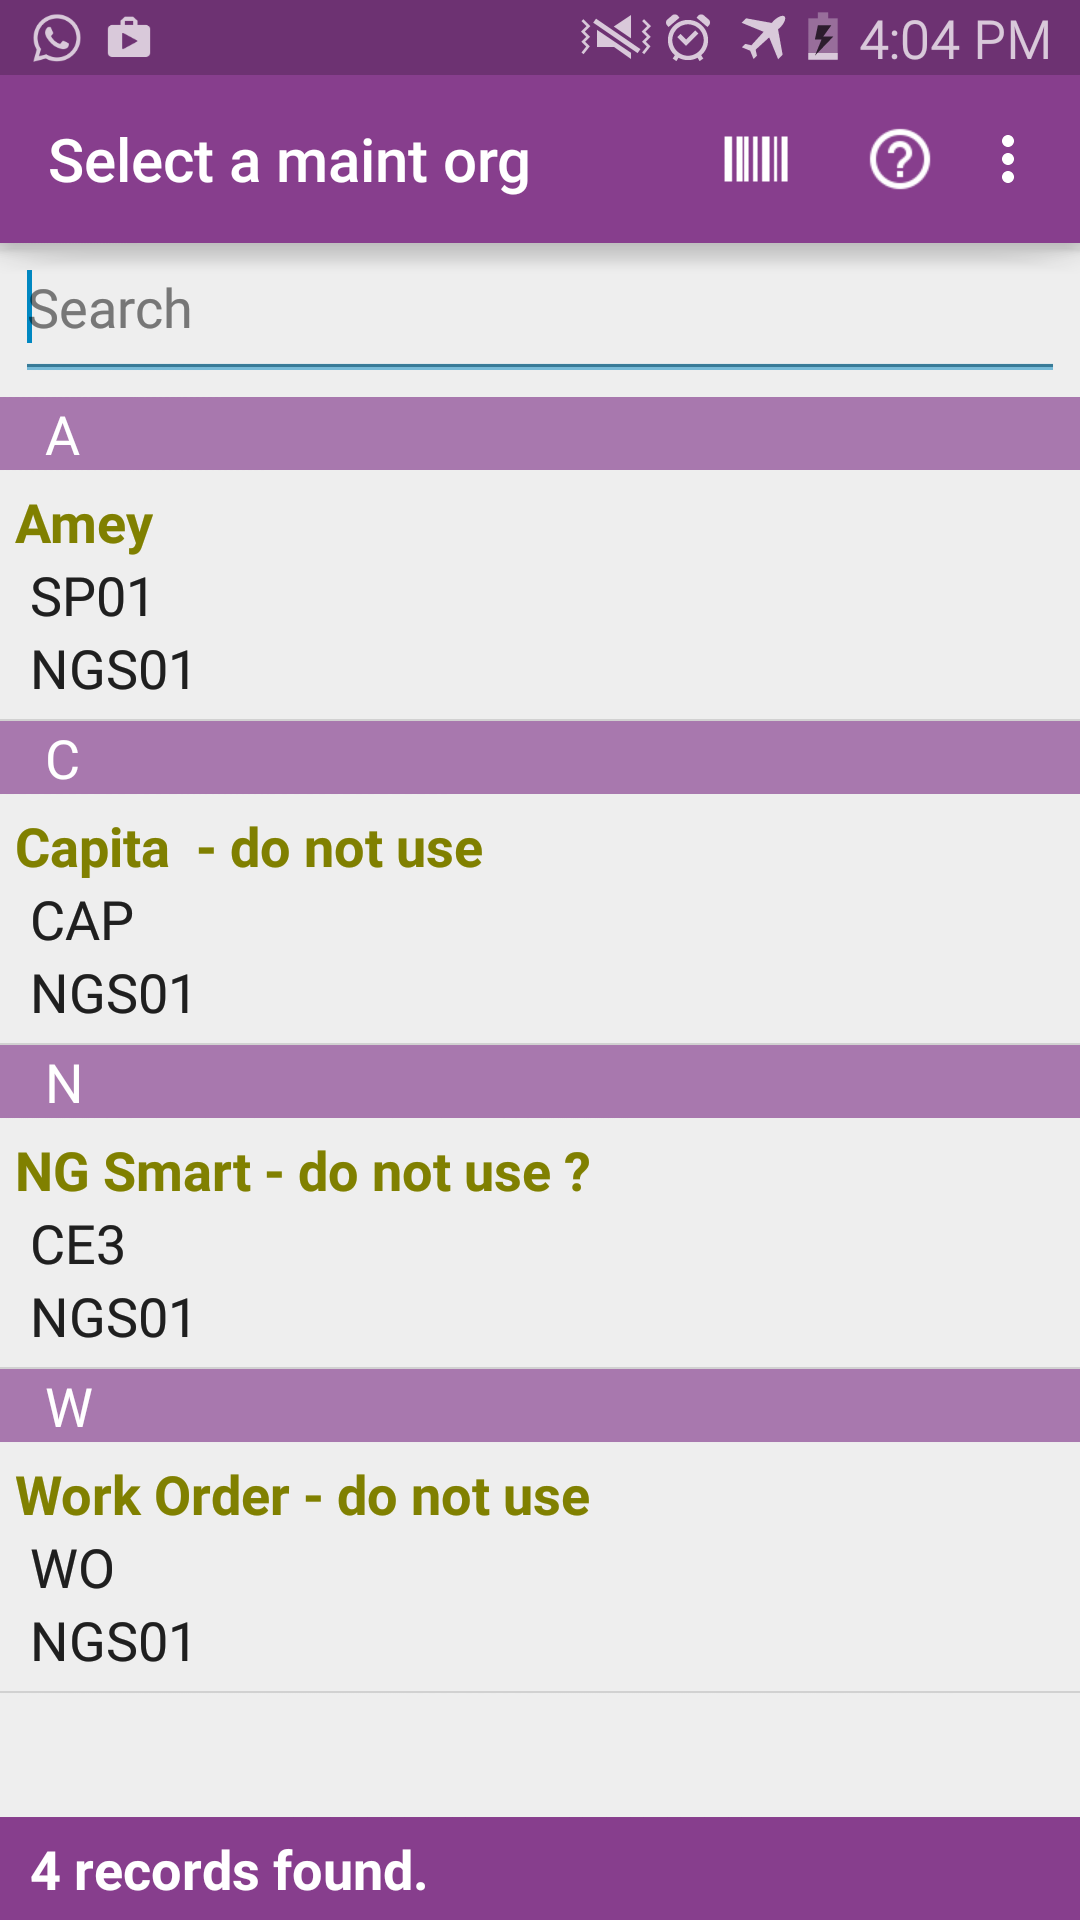 4:04 PM
Select a maint org
Search
A
Amey
SP01
NGS01
C
Capita  - do not use
CAP
NGS01
N
NG Smart - do not use ?
CE3
NGS01
W
Work Order - do not use
WO
NGS01
4 records found.